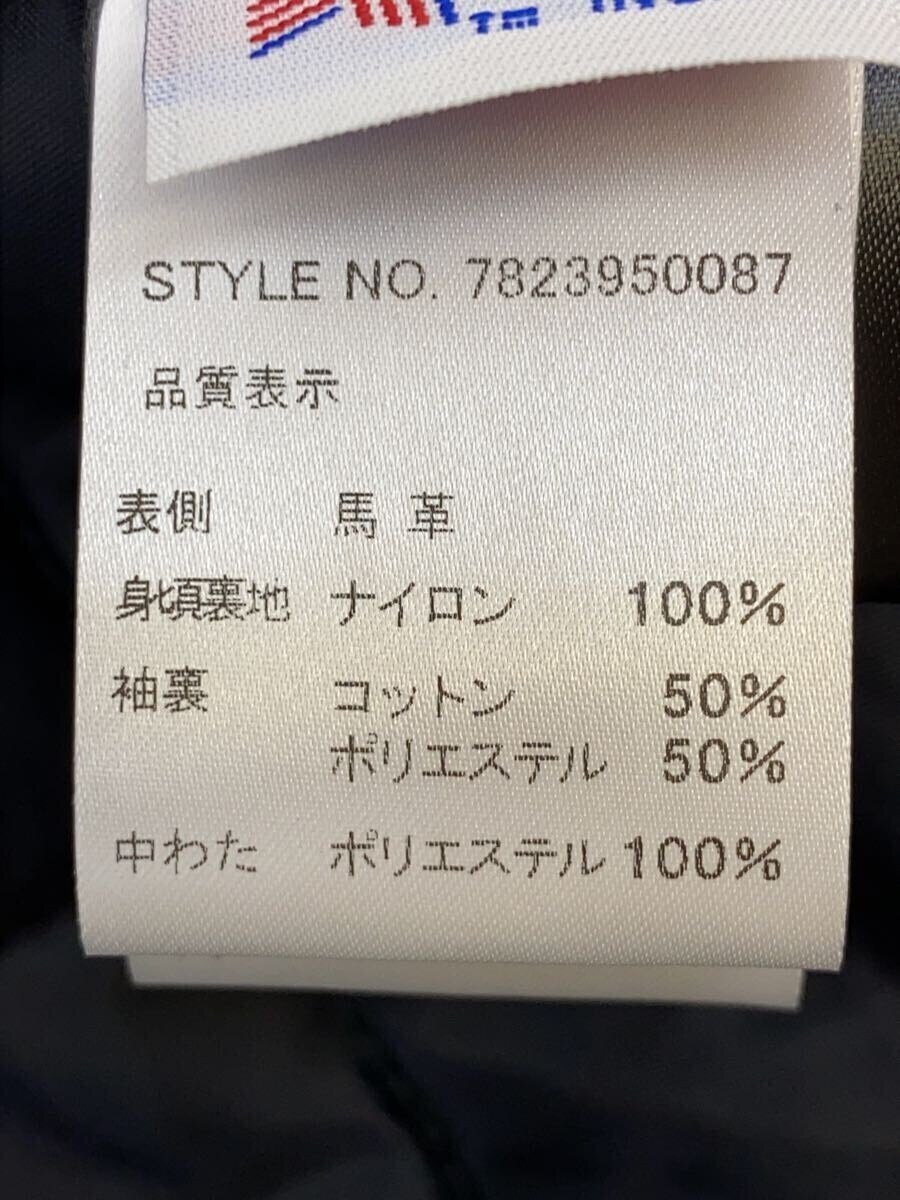 TM
STYLE NO. 7823950087
品質表示
表側 馬 革
身頃裏地 ナイロン 100%
袖裏 コットン 50%
ポリエステル 50%
中わた ポリエステル 100%